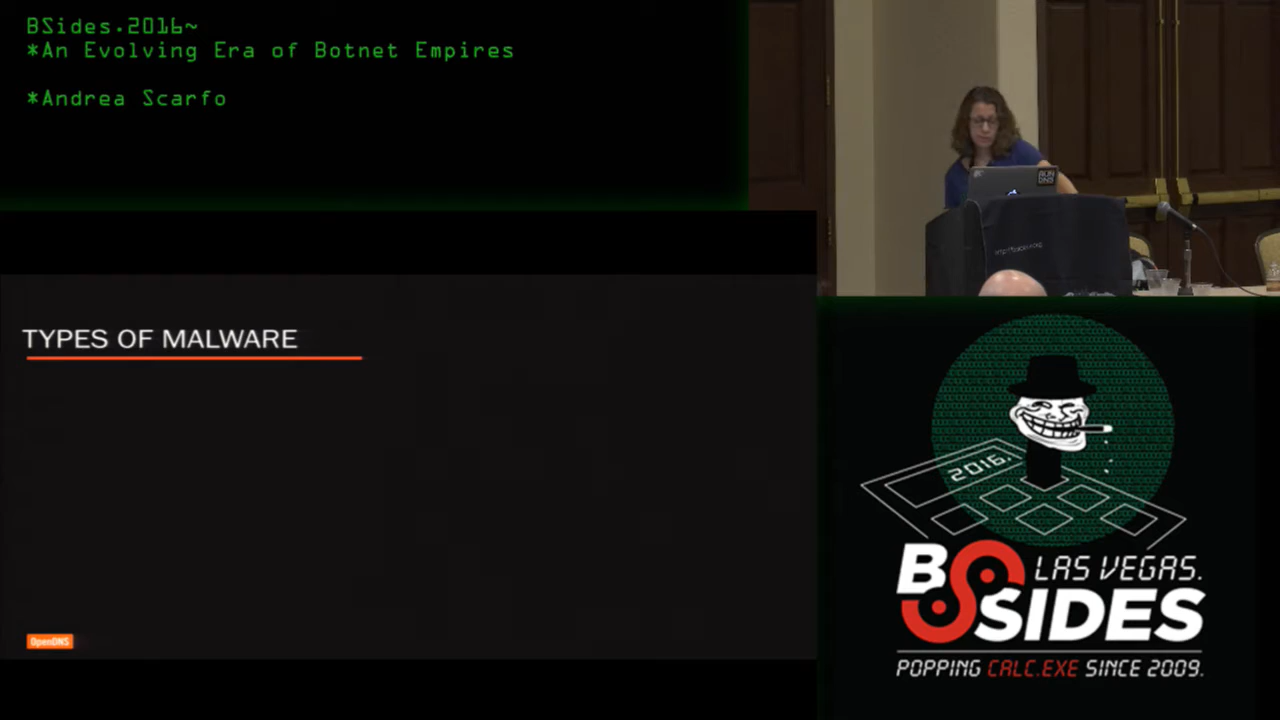 BSides.2016~
*An Evolving Era of Botnet Empires
*Andrea Scarfo
TYPES OF MALWARE
OpenDNS
2016.
BSIDES
LAS VEGAS.
POPPING CALC.EXE SINCE 2009.